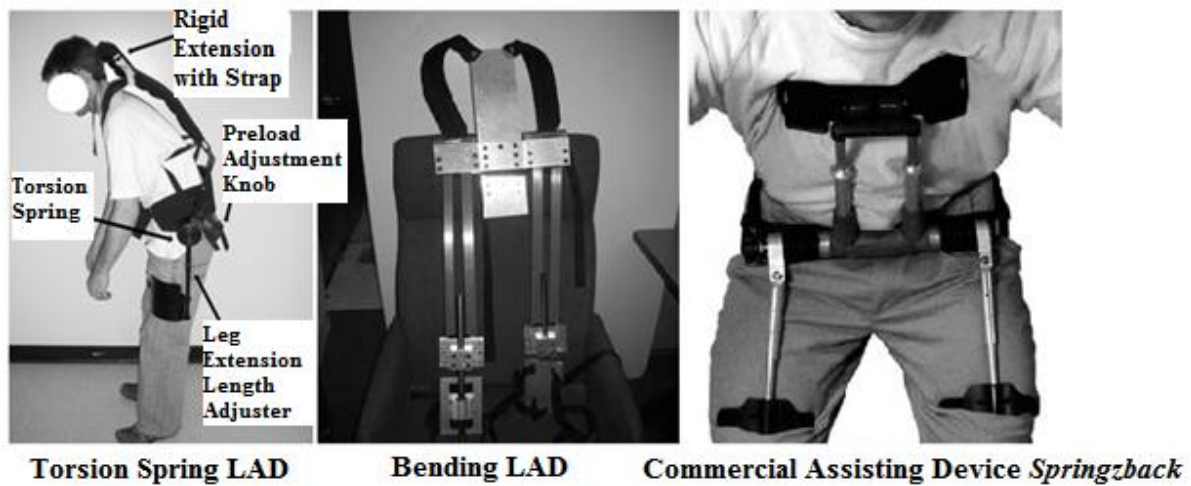 Rigid
Extension
with Strap
Preload
Adjustment
Knob
Torsion
Spring
Leg
Extension
Length
Adjuster
Torsion Spring LAD
Bending LAD
Commercial Assisting Device Springzback